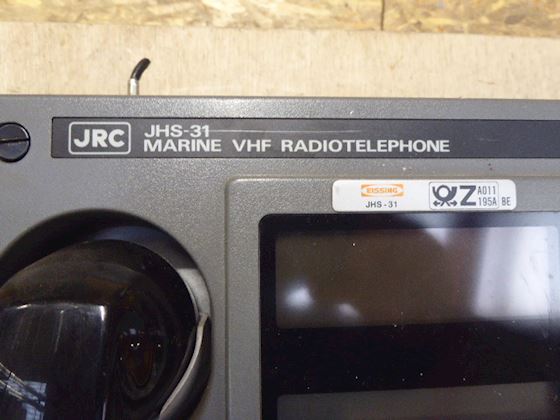 JRC
JHS-31
MARINE VHF RADIOTELEPHONE
EISSING
JHS-31
Z
A011
195A BE